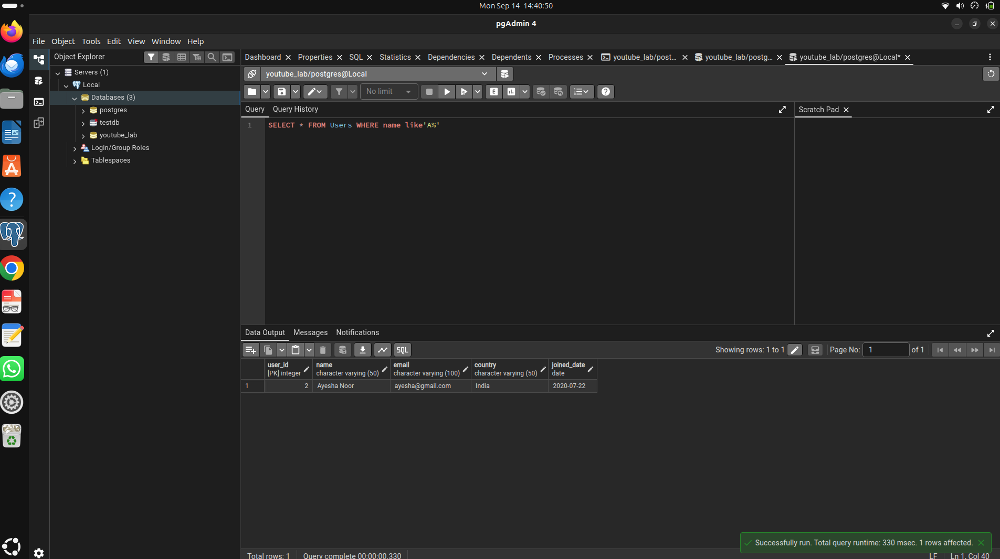 Mon Sep 14 14:40:50
pgAdmin 4
File Object Tools Edit View Window Help
Object Explorer
Dashboard Properties SQL Statistics Dependencies Dependents Processes youtube_lab/post... youtube_lab/postg... youtube_lab/postgres@Local*
Servers (1)
Local
Databases (3)
postgres
testdb
youtube_lab
Login/Group Roles
Tablespaces
youtube_lab/postgres@Local
No limit
E
Query Query History
Scratch Pad
1 SELECT * FROM Users WHERE name like'A%'
Data Output Messages Notifications
SQL
Showing rows: 1 to 1
Page No: 1 of 1
user_id name email country joined_date
[PK] integer character varying (50) character varying (100) character varying (50) date
1 2 Ayesha Noor ayesha@gmail.com India 2020-07-22
Successfully run. Total query runtime: 330 msec. 1 rows affected.
Total rows: 1 Query complete 00:00:00.330 LF Ln 1, Col 40